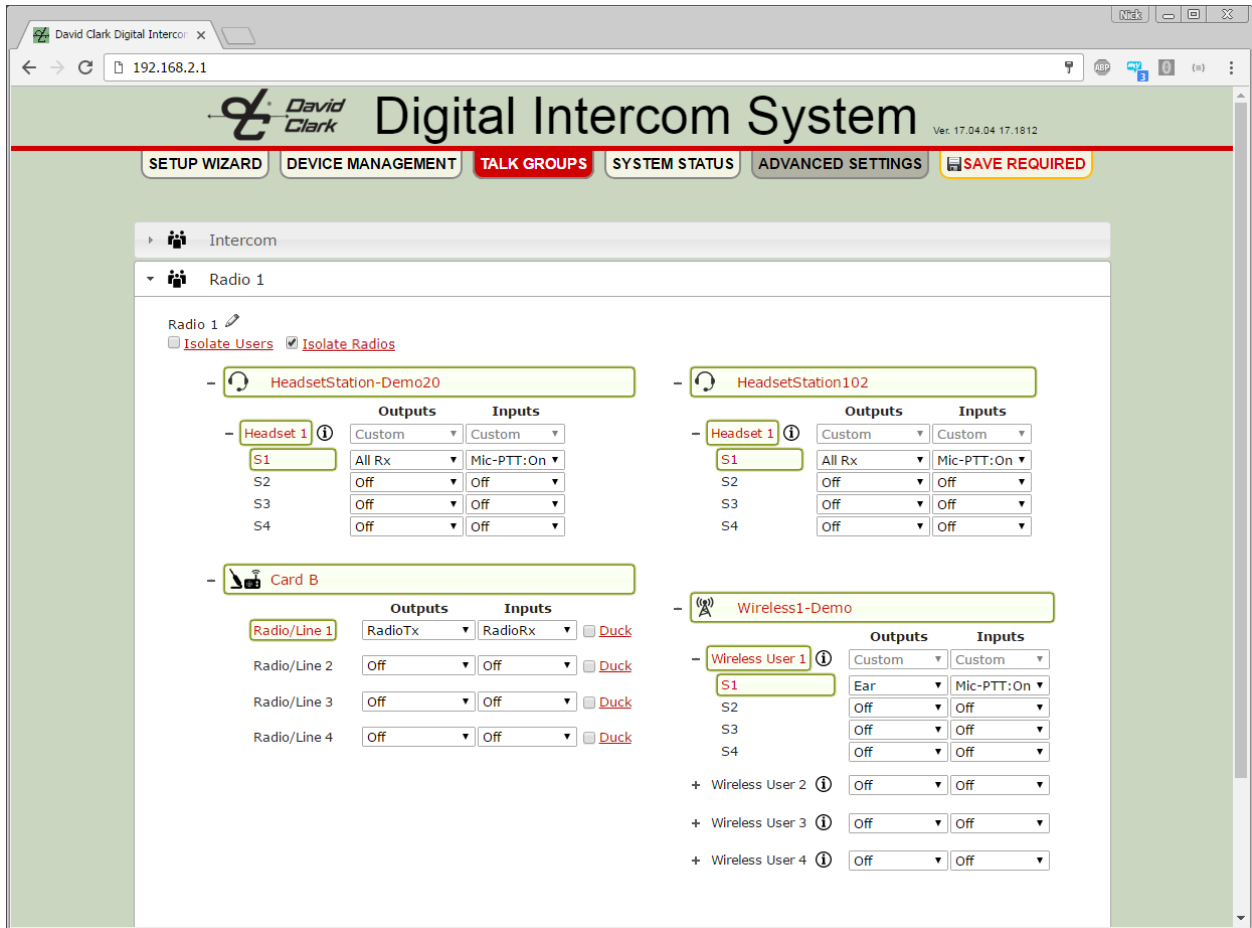 Nick
David Clark Digital Intercor
192.168.2.1
ABP
3
David Clark
Digital Intercom System
Ver. 17.04.04 17.1812
SETUP WIZARD DEVICE MANAGEMENT TALK GROUPS SYSTEM STATUS ADVANCED SETTINGS SAVE REQUIRED
Intercom
Radio 1
Radio 1
Isolate Users Isolate Radios
HeadsetStation-Demo20
Outputs Inputs
Headset 1 Custom Custom
S1 All Rx Mic-PTT:On
S2 Off Off
S3 Off Off
S4 Off Off
HeadsetStation102
Outputs Inputs
Headset 1 Custom Custom
S1 All Rx Mic-PTT:On
S2 Off Off
S3 Off Off
S4 Off Off
Card B
Outputs Inputs
Radio/Line 1 RadioTx RadioRx Duck
Radio/Line 2 Off Off Duck
Radio/Line 3 Off Off Duck
Radio/Line 4 Off Off Duck
Wireless1-Demo
Outputs Inputs
Wireless User 1 Custom Custom
S1 Ear Mic-PTT:On
S2 Off Off
S3 Off Off
S4 Off Off
Wireless User 2 Off Off
Wireless User 3 Off Off
Wireless User 4 Off Off